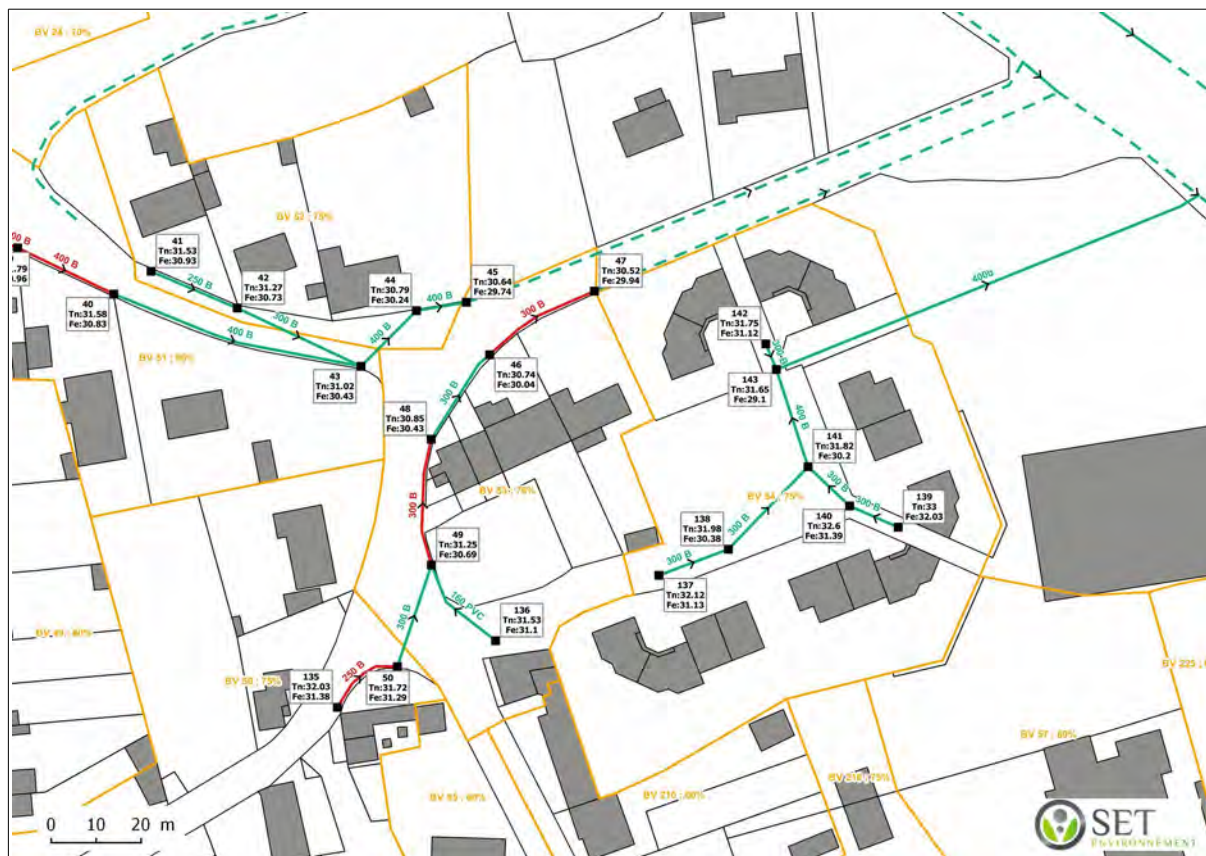 BV 28 ; 10%
41
Tn:31.53
Fe:30.93
250 B
42
Tn:31.27
Fe:30.73
BV 52 ; 75%
300 B
44
Tn:30.79
Fe:30.24
400 B
400 B
45
Tn:30.64
Fe:29.74
47
Tn:30.52
Fe:29.94
300 B
400 B
40
Tn:31.58
Fe:30.83
400 B
BV 51 ; 60%
43
Tn:31.02
Fe:30.43
46
Tn:30.74
Fe:30.04
300 B
48
Tn:30.85
Fe:30.43
300 B
BV 53 ; 76%
49
Tn:31.25
Fe:30.69
160 PVC
136
Tn:31.53
Fe:31.1
300 B
135
Tn:32.03
Fe:31.38
250 B
50
Tn:31.72
Fe:31.29
142
Tn:31.75
Fe:31.12
300 B
143
Tn:31.65
Fe:29.1
400u
400 B
141
Tn:31.82
Fe:30.2
BV 54 ; 75%
300 B
300 B
139
Tn:33
Fe:32.03
140
Tn:32.6
Fe:31.39
138
Tn:31.98
Fe:30.38
300 B
300 B
137
Tn:32.12
Fe:31.13
BV 49 ; 60%
BV 50 ; 75%
BV 225 ;
BV 97 ; 60%
BV 218 ; 75%
0 10 20 m
SET
ENVIRONNEMENT